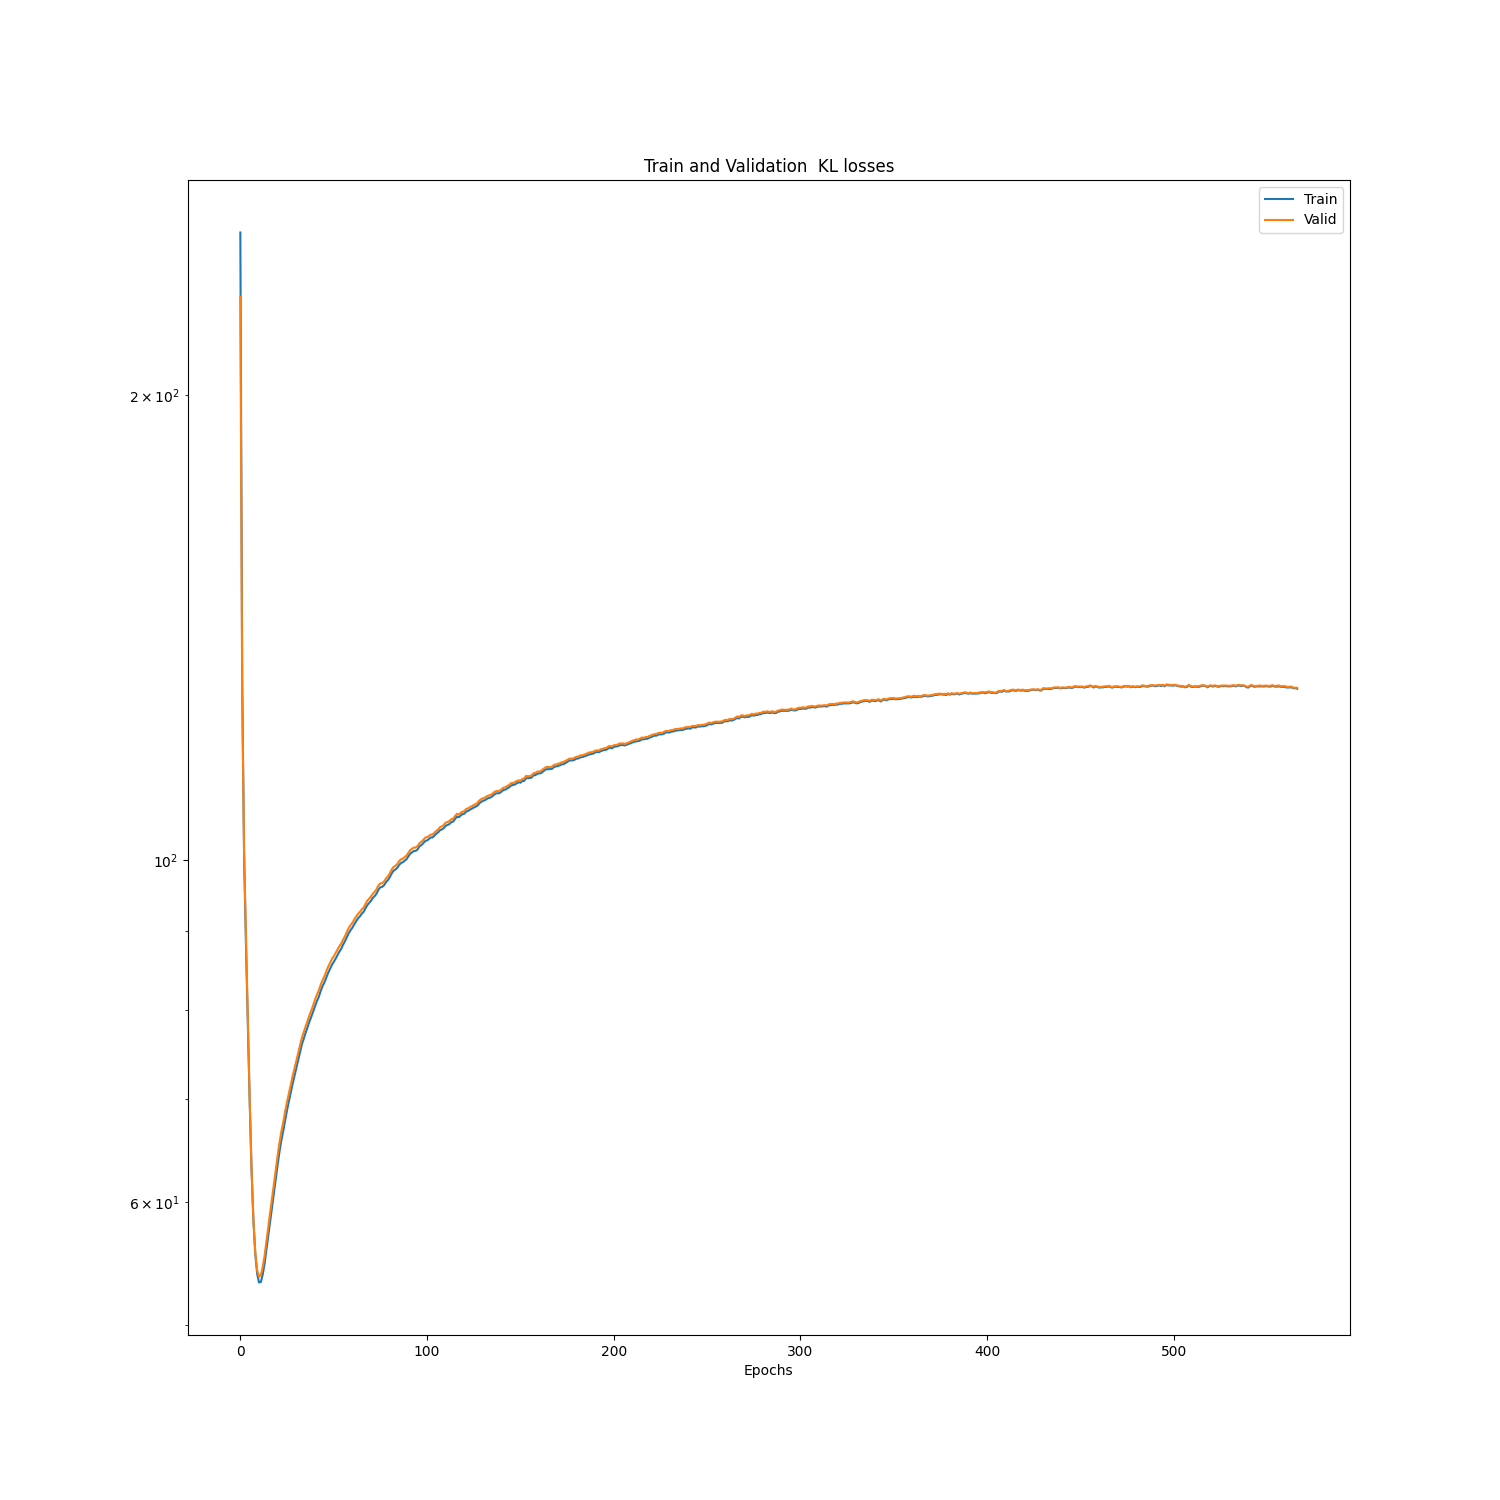 Train and Validation  KL losses
Train
Valid
2 × 10²
10²
6 × 10¹
0 100 200 300 400 500
Epochs